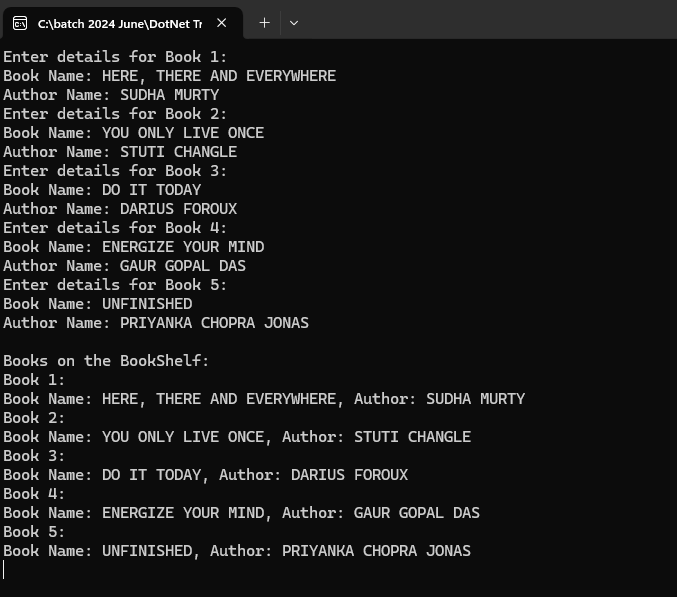 C:\batch 2024 June\DotNet Tr
Enter details for Book 1:
Book Name: HERE, THERE AND EVERYWHERE
Author Name: SUDHA MURTY
Enter details for Book 2:
Book Name: YOU ONLY LIVE ONCE
Author Name: STUTI CHANGLE
Enter details for Book 3:
Book Name: DO IT TODAY
Author Name: DARIUS FOROUX
Enter details for Book 4:
Book Name: ENERGIZE YOUR MIND
Author Name: GAUR GOPAL DAS
Enter details for Book 5:
Book Name: UNFINISHED
Author Name: PRIYANKA CHOPRA JONAS
Books on the BookShelf:
Book 1:
Book Name: HERE, THERE AND EVERYWHERE, Author: SUDHA MURTY
Book 2:
Book Name: YOU ONLY LIVE ONCE, Author: STUTI CHANGLE
Book 3:
Book Name: DO IT TODAY, Author: DARIUS FOROUX
Book 4:
Book Name: ENERGIZE YOUR MIND, Author: GAUR GOPAL DAS
Book 5:
Book Name: UNFINISHED, Author: PRIYANKA CHOPRA JONAS